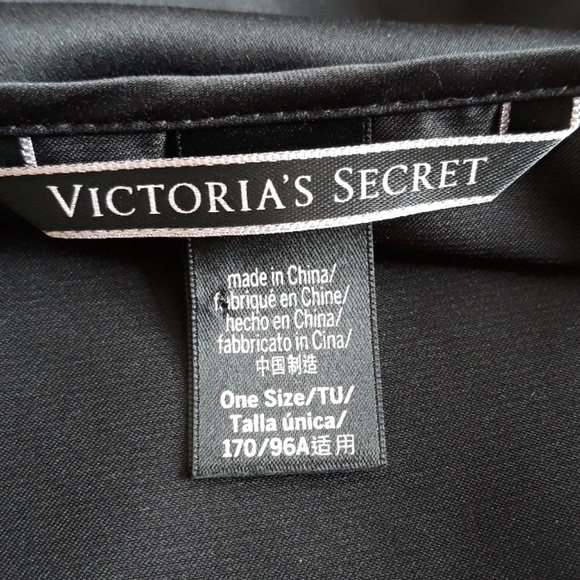 VICTORIA'S SECRET
made in China/
fabriqué en Chine/
hecho en China/
fabbricato in Cina/
中国制造
One Size/TU/
Talla única/
170/96A适用